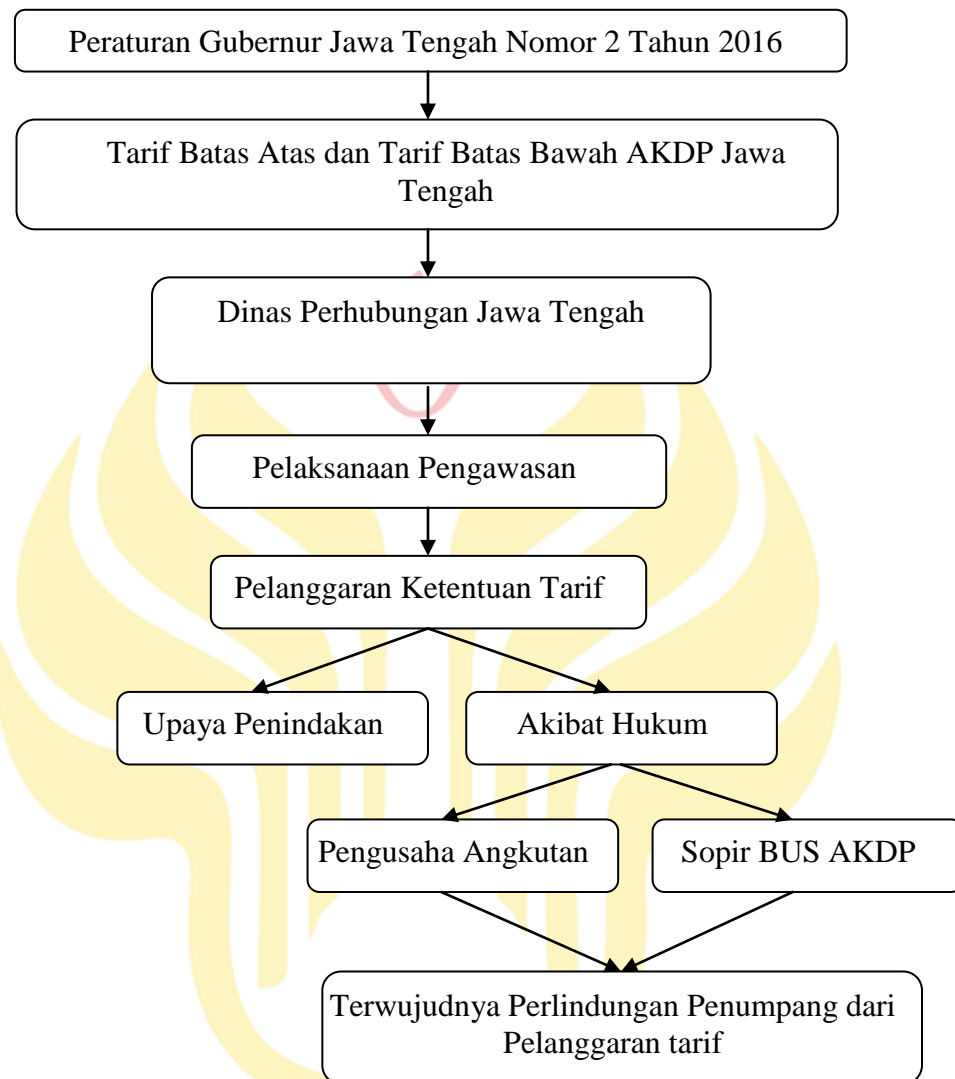 Peraturan Gubernur Jawa Tengah Nomor 2 Tahun 2016
Tarif Batas Atas dan Tarif Batas Bawah AKDP Jawa
Tengah
Dinas Perhubungan Jawa Tengah
Pelaksanaan Pengawasan
Pelanggaran Ketentuan Tarif
Upaya Penindakan
Akibat Hukum
Pengusaha Angkutan
Sopir BUS AKDP
Terwujudnya Perlindungan Penumpang dari
Pelanggaran tarif